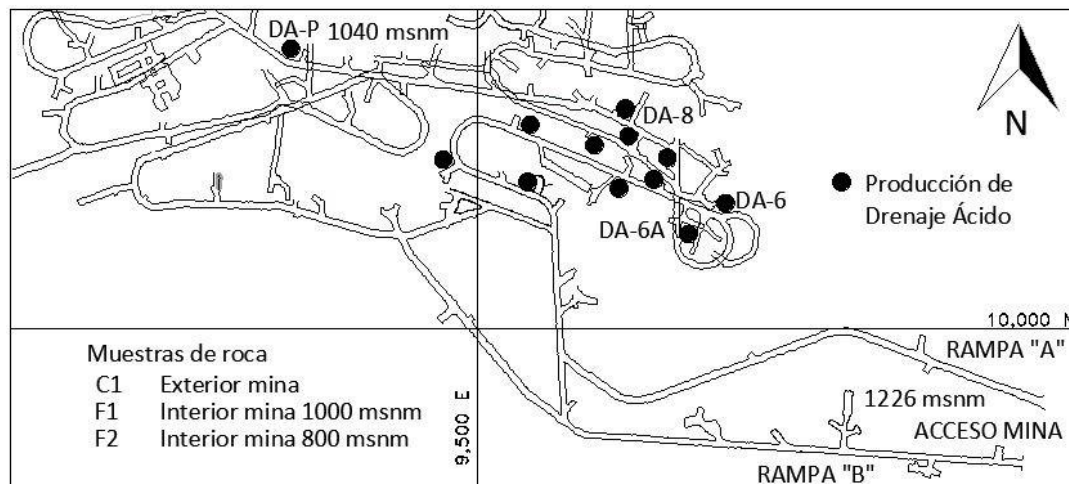 DA-P 1040 msnm
N
DA-8
Producción de
Drenaje Ácido
DA-6
DA-6A
10,000 N
RAMPA "A"
Muestras de roca
C1 Exterior mina
F1 Interior mina 1000 msnm
F2 Interior mina 800 msnm
9,500 E
1226 msnm
ACCESO MINA
RAMPA "B"